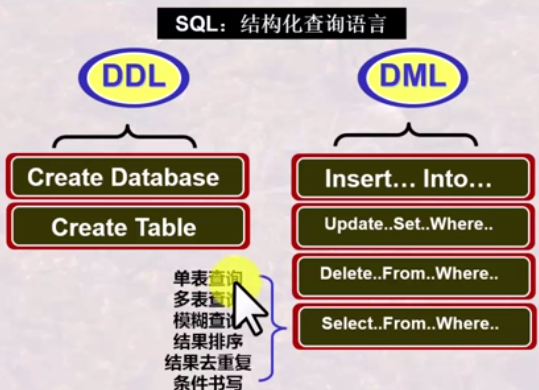 SQL：结构化查询语言
DDL
DML
Create Database
Create Table
Insert… Into…
Update..Set..Where..
Delete..From..Where..
Select..From..Where..
单表查询
多表查询
模糊查询
结果排序
结果去重复
条件书写